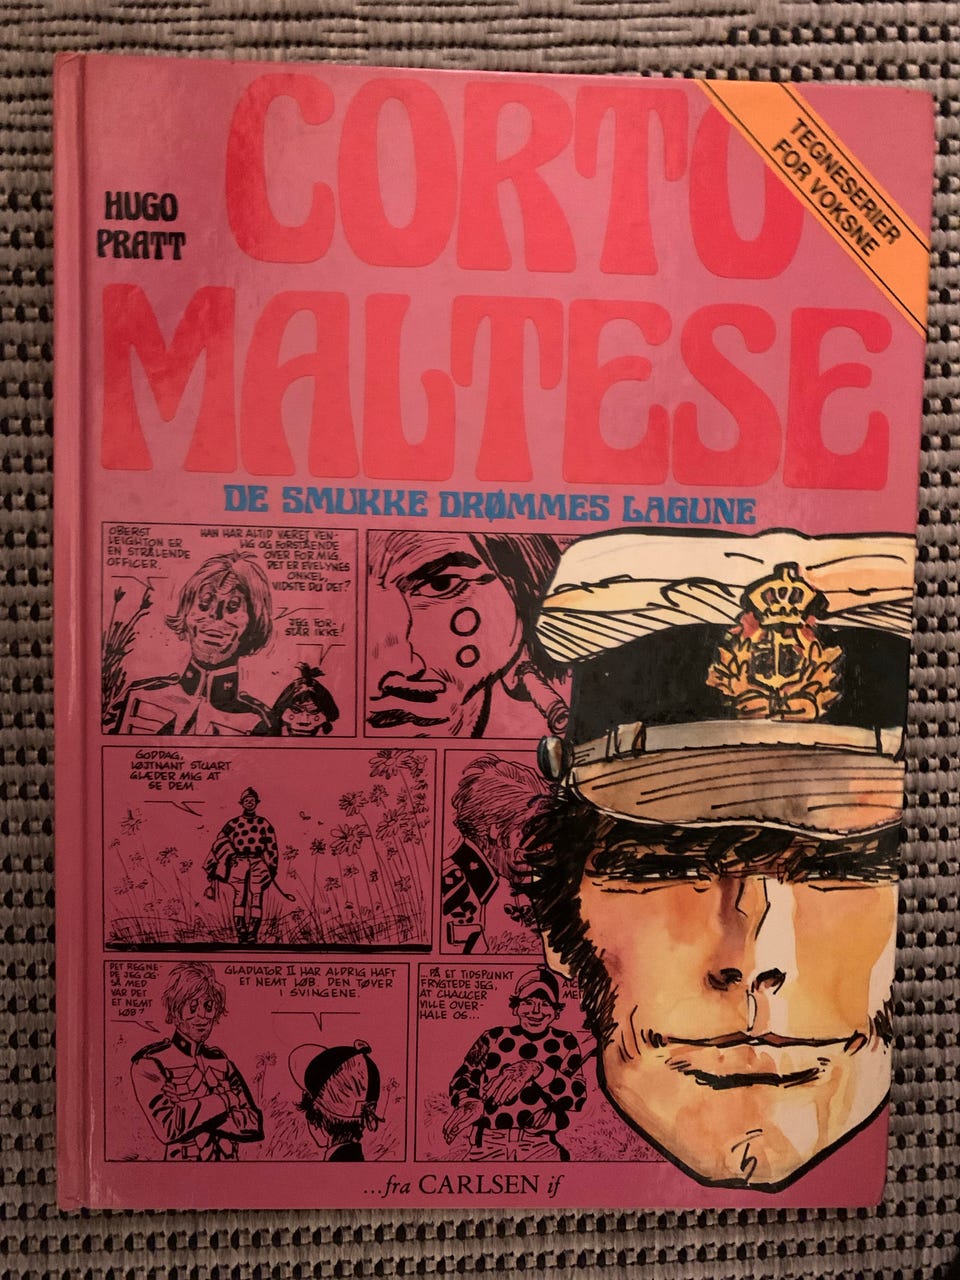 CORTO
MALTESE
HUGO
PRATT
TEGNESERIER
FOR VOKSNE
DE SMUKKE DRØMMES LAGUNE
OBERST
LEIGHTON ER
EN STRÅLENDE
OFFICER.
HAN HAR ALTID VÆRET VEN-
LIG OG FORSTÅENDE
OVER FOR MIG.
DET ER EVELYNES
ONKEL,
VIDSTE DU DET?
JEG FOR-
STÅR IKKE!
GODDAG,
LØJTNANT STUART.
GLÆDER MIG AT
SE DEM.
DET REGNE-
DE JEG OG-
SÅ MED.
VAR DET
ET NEMT
LØB?
GLADIATOR II HAR ALDRIG HAFT
ET NEMT LØB. DEN TØVER
I SVINGENE.
...PÅ ET TIDSPUNKT
FRYGTEDE JEG,
AT CHAUCER
VILLE OVER-
HALE OS...
...fra CARLSEN if